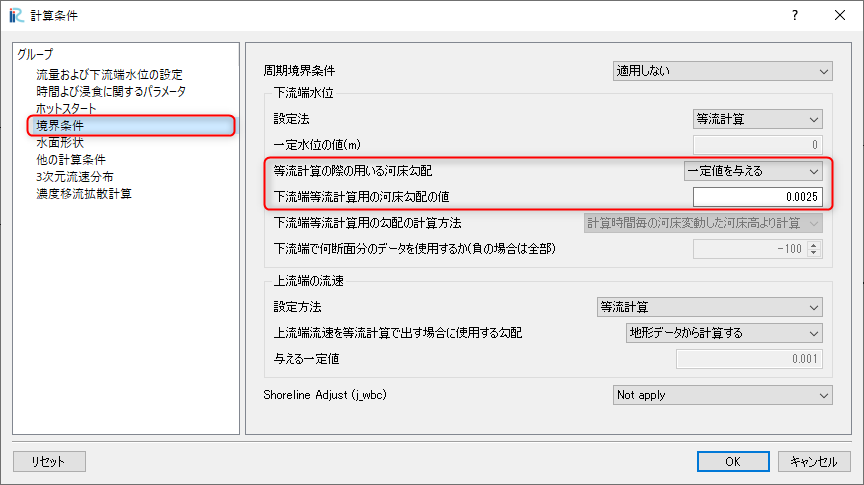 計算条件
グループ
流量および下流端水位の設定
時間よび浸食に関するパラメータ
ホットスタート
境界条件
水面形状
他の計算条件
3次元流速分布
濃度移流拡散計算
周期境界条件 適用しない
下流端水位
設定法 等流計算
一定水位の値(m) 0
等流計算の際の用いる河床勾配 一定値を与える
下流端等流計算用の河床勾配の値 0.0025
下流端等流計算用の勾配の計算方法 計算時間毎の河床変動した河床高より計算
下流端で何断面分のデータを使用するか(負の場合は全部) -100
上流端の流速
設定方法 等流計算
上流端流速を等流計算で出す場合に使用する勾配 地形データから計算する
与える一定値 0.001
Shoreline Adjust (j_wbc) Not apply
リセット OK キャンセル